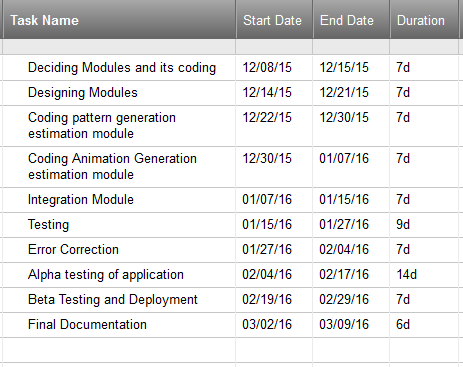 Task Name Start Date End Date Duration
Deciding Modules and its coding 12/08/15 12/15/15 7d
Designing Modules 12/14/15 12/21/15 7d
Coding pattern generation 12/22/15 12/30/15 7d
estimation module
Coding Animation Generation 12/30/15 01/07/16 7d
estimation module
Integration Module 01/07/16 01/15/16 7d
Testing 01/15/16 01/27/16 9d
Error Correction 01/27/16 02/04/16 7d
Alpha testing of application 02/04/16 02/17/16 14d
Beta Testing and Deployment 02/19/16 02/29/16 7d
Final Documentation 03/02/16 03/09/16 6d